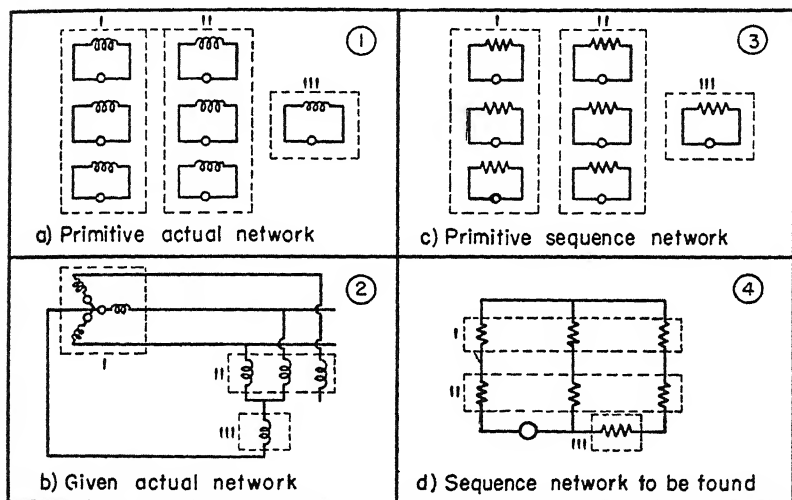 I II ①
III
a) Primitive actual network
I II ③
III
c) Primitive sequence network
②
I
II
III
b) Given actual network
④
I
II
III
d) Sequence network to be found